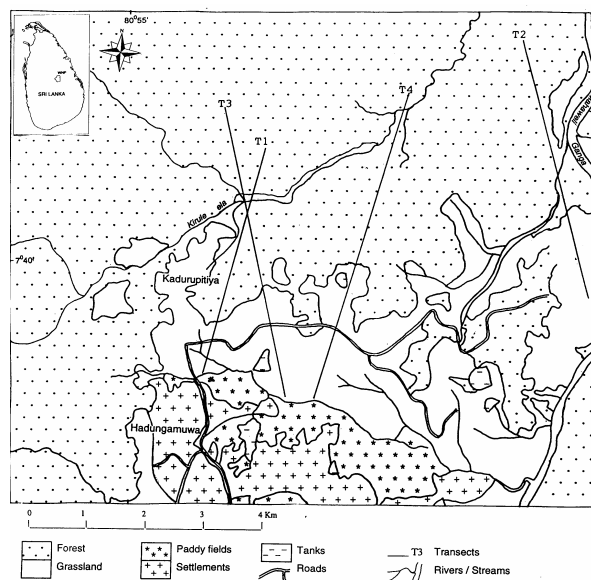 80°55'
N
WHF
SRI LANKA
T2
T3
T4
T1
Ganga
Kirule ela
7°40'
Kadurupitiya
Hadungamuwa
0 1 2 3 4 Km
Forest
Paddy fields
Tanks
T3 Transects
Grassland
Settlements
Roads
Rivers / Streams